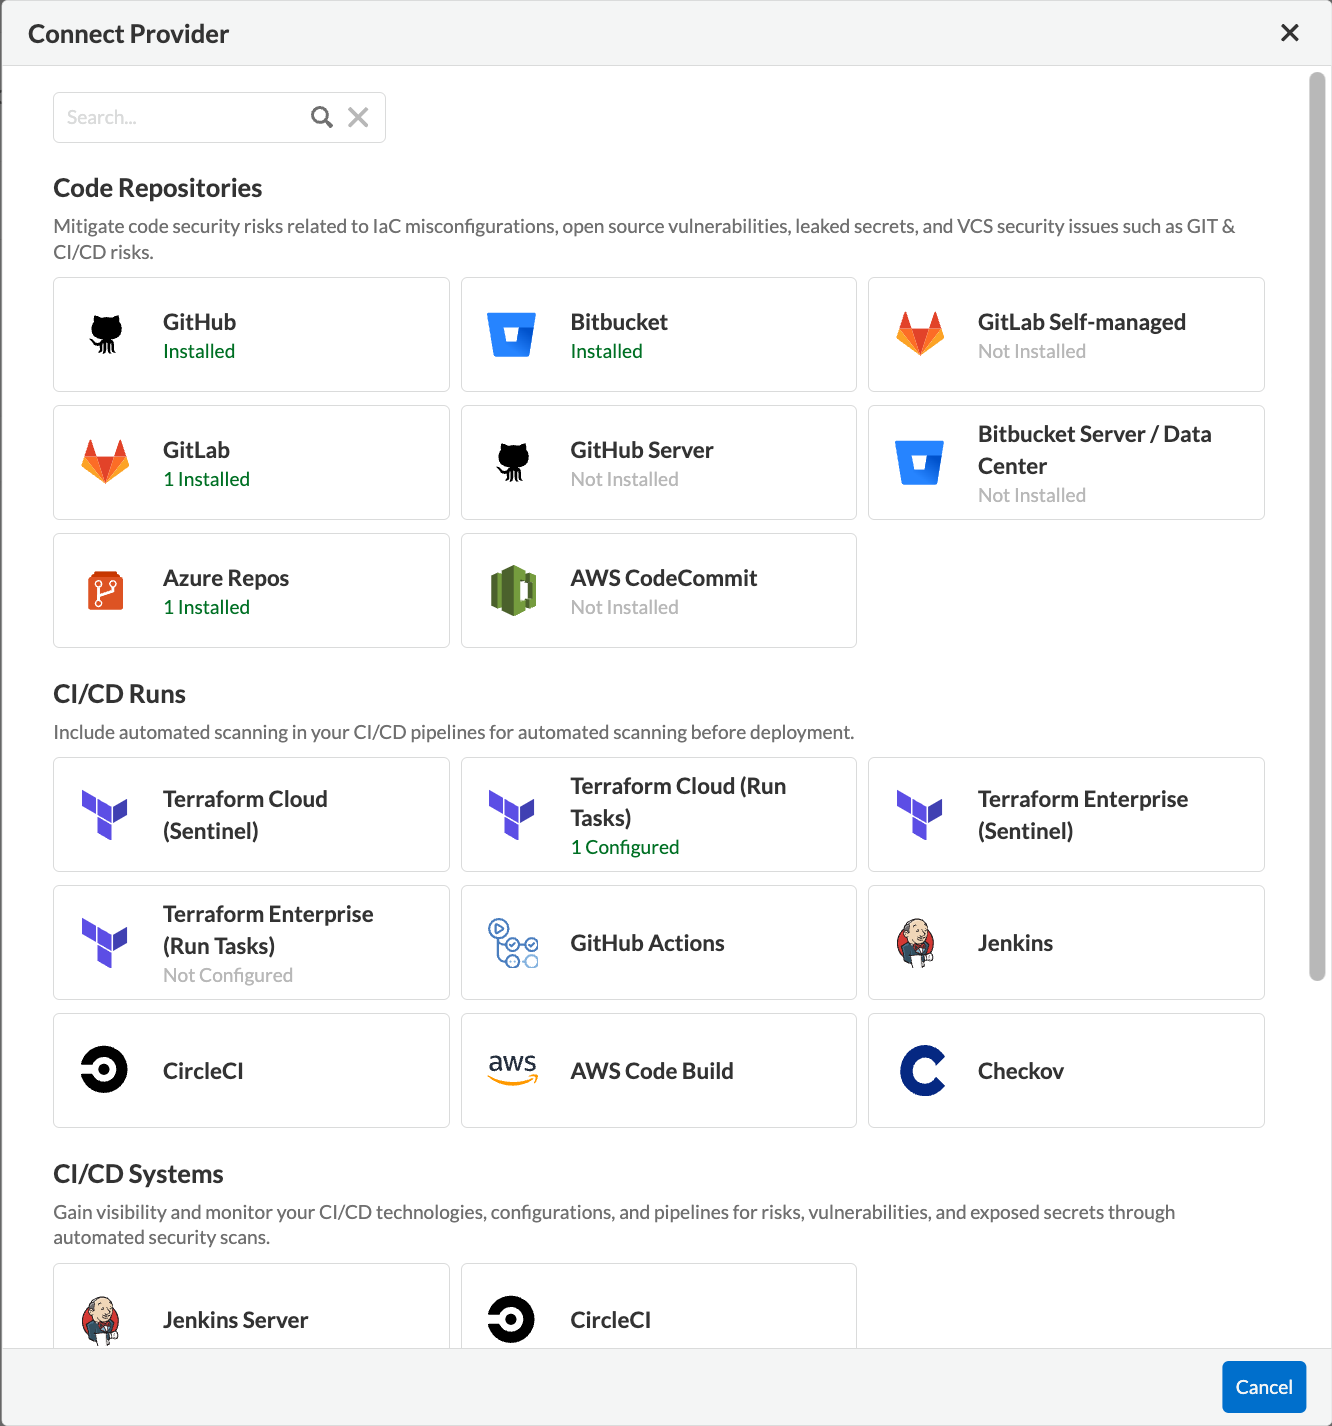 Connect Provider
Search...
Code Repositories
Mitigate code security risks related to IaC misconfigurations, open source vulnerabilities, leaked secrets, and VCS security issues such as GIT &
CI/CD risks.
GitHub
Installed
Bitbucket
Installed
GitLab Self-managed
Not Installed
GitLab
1 Installed
GitHub Server
Not Installed
Bitbucket Server / Data
Center
Not Installed
Azure Repos
1 Installed
AWS CodeCommit
Not Installed
CI/CD Runs
Include automated scanning in your CI/CD pipelines for automated scanning before deployment.
Terraform Cloud
(Sentinel)
Terraform Cloud (Run
Tasks)
1 Configured
Terraform Enterprise
(Sentinel)
Terraform Enterprise
(Run Tasks)
Not Configured
GitHub Actions
Jenkins
CircleCI
aws
AWS Code Build
Checkov
CI/CD Systems
Gain visibility and monitor your CI/CD technologies, configurations, and pipelines for risks, vulnerabilities, and exposed secrets through
automated security scans.
Jenkins Server
CircleCI
Cancel